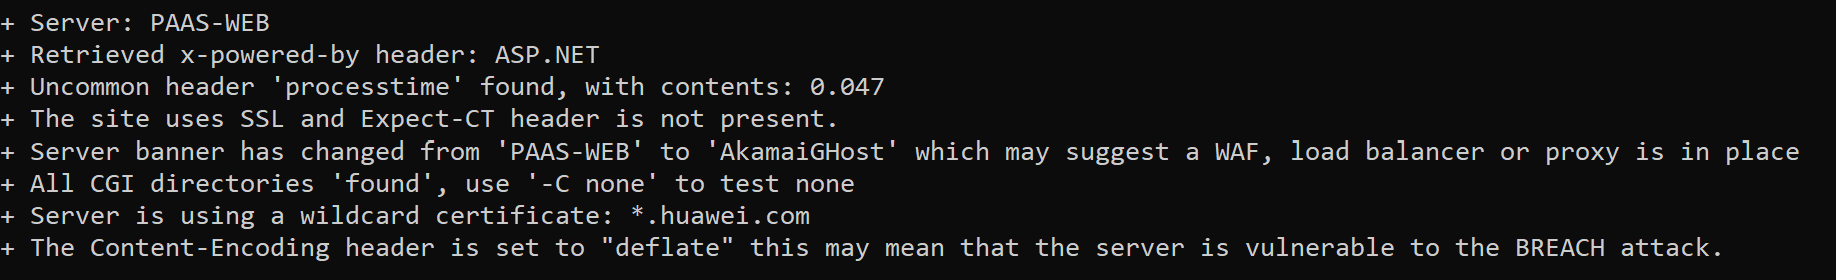 + Server: PAAS-WEB
+ Retrieved x-powered-by header: ASP.NET
+ Uncommon header 'processtime' found, with contents: 0.047
+ The site uses SSL and Expect-CT header is not present.
+ Server banner has changed from 'PAAS-WEB' to 'AkamaiGHost' which may suggest a WAF, load balancer or proxy is in place
+ All CGI directories 'found', use '-C none' to test none
+ Server is using a wildcard certificate: *.huawei.com
+ The Content-Encoding header is set to "deflate" this may mean that the server is vulnerable to the BREACH attack.